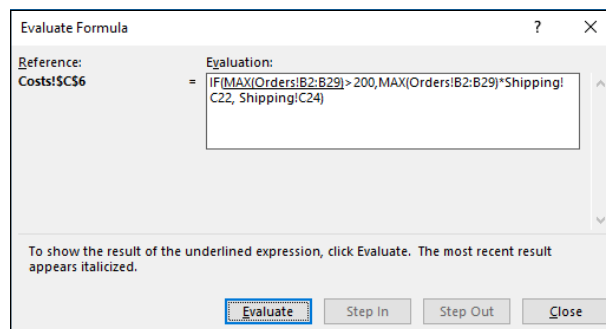 Evaluate Formula ? ×
Reference: Evaluation:
Costs!$C$6 = IF(MAX(Orders!B2:B29)>200,MAX(Orders!B2:B29)*Shipping!
C22, Shipping!C24)
To show the result of the underlined expression, click Evaluate. The most recent result
appears italicized.
Evaluate Step In Step Out Close